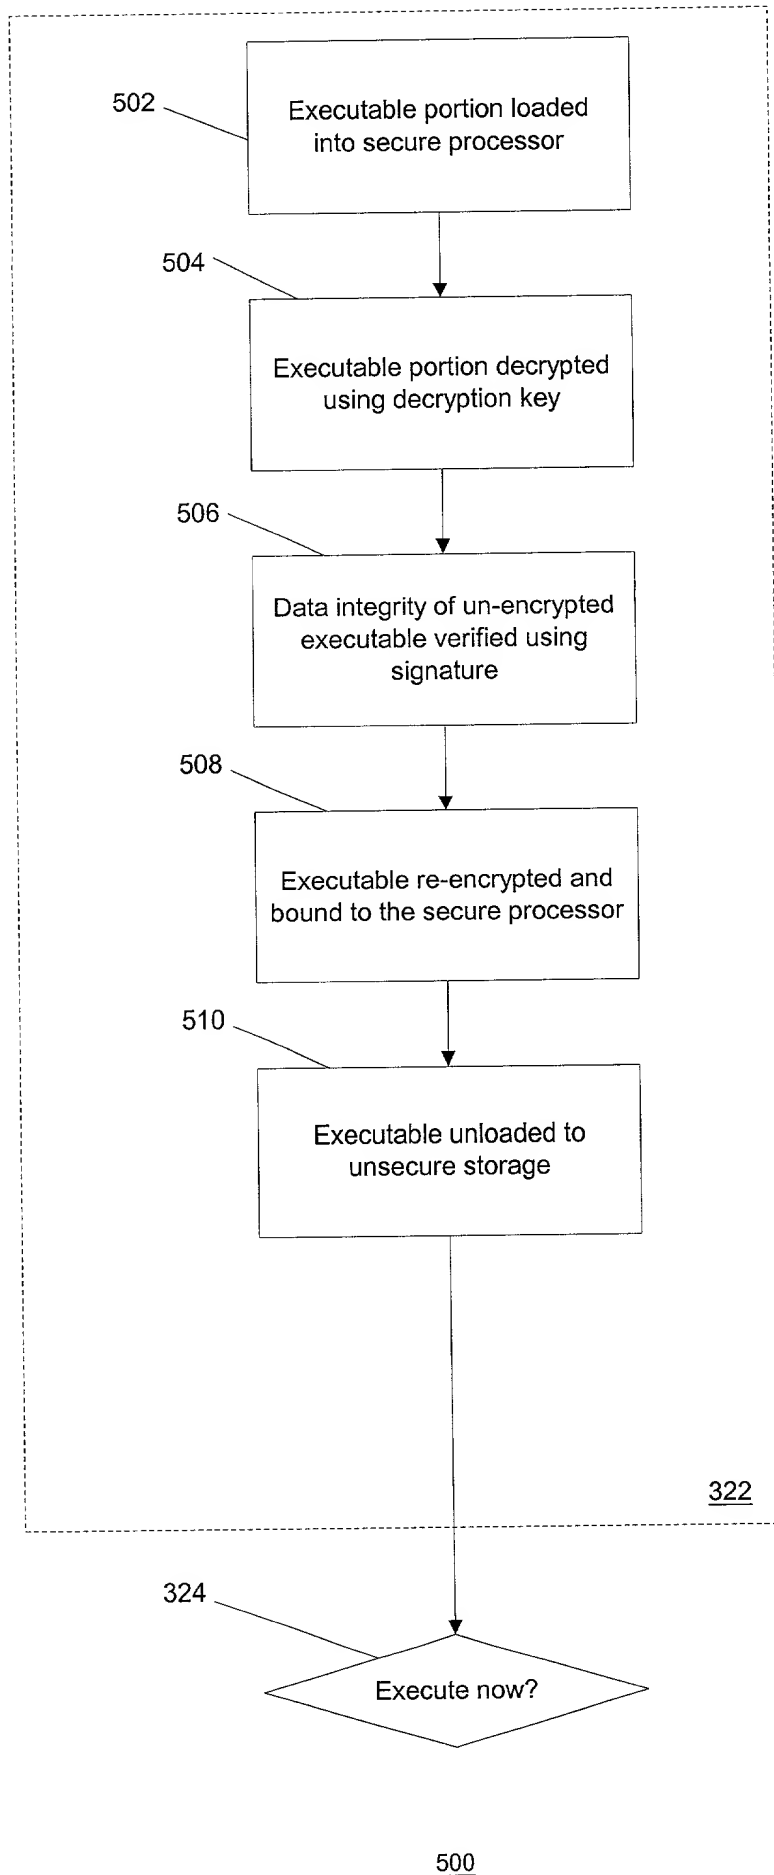 502
Executable portion loaded
into secure processor
504
Executable portion decrypted
using decryption key
506
Data integrity of un-encrypted
executable verified using
signature
508
Executable re-encrypted and
bound to the secure processor
510
Executable unloaded to
unsecure storage
322
324
Execute now?
500